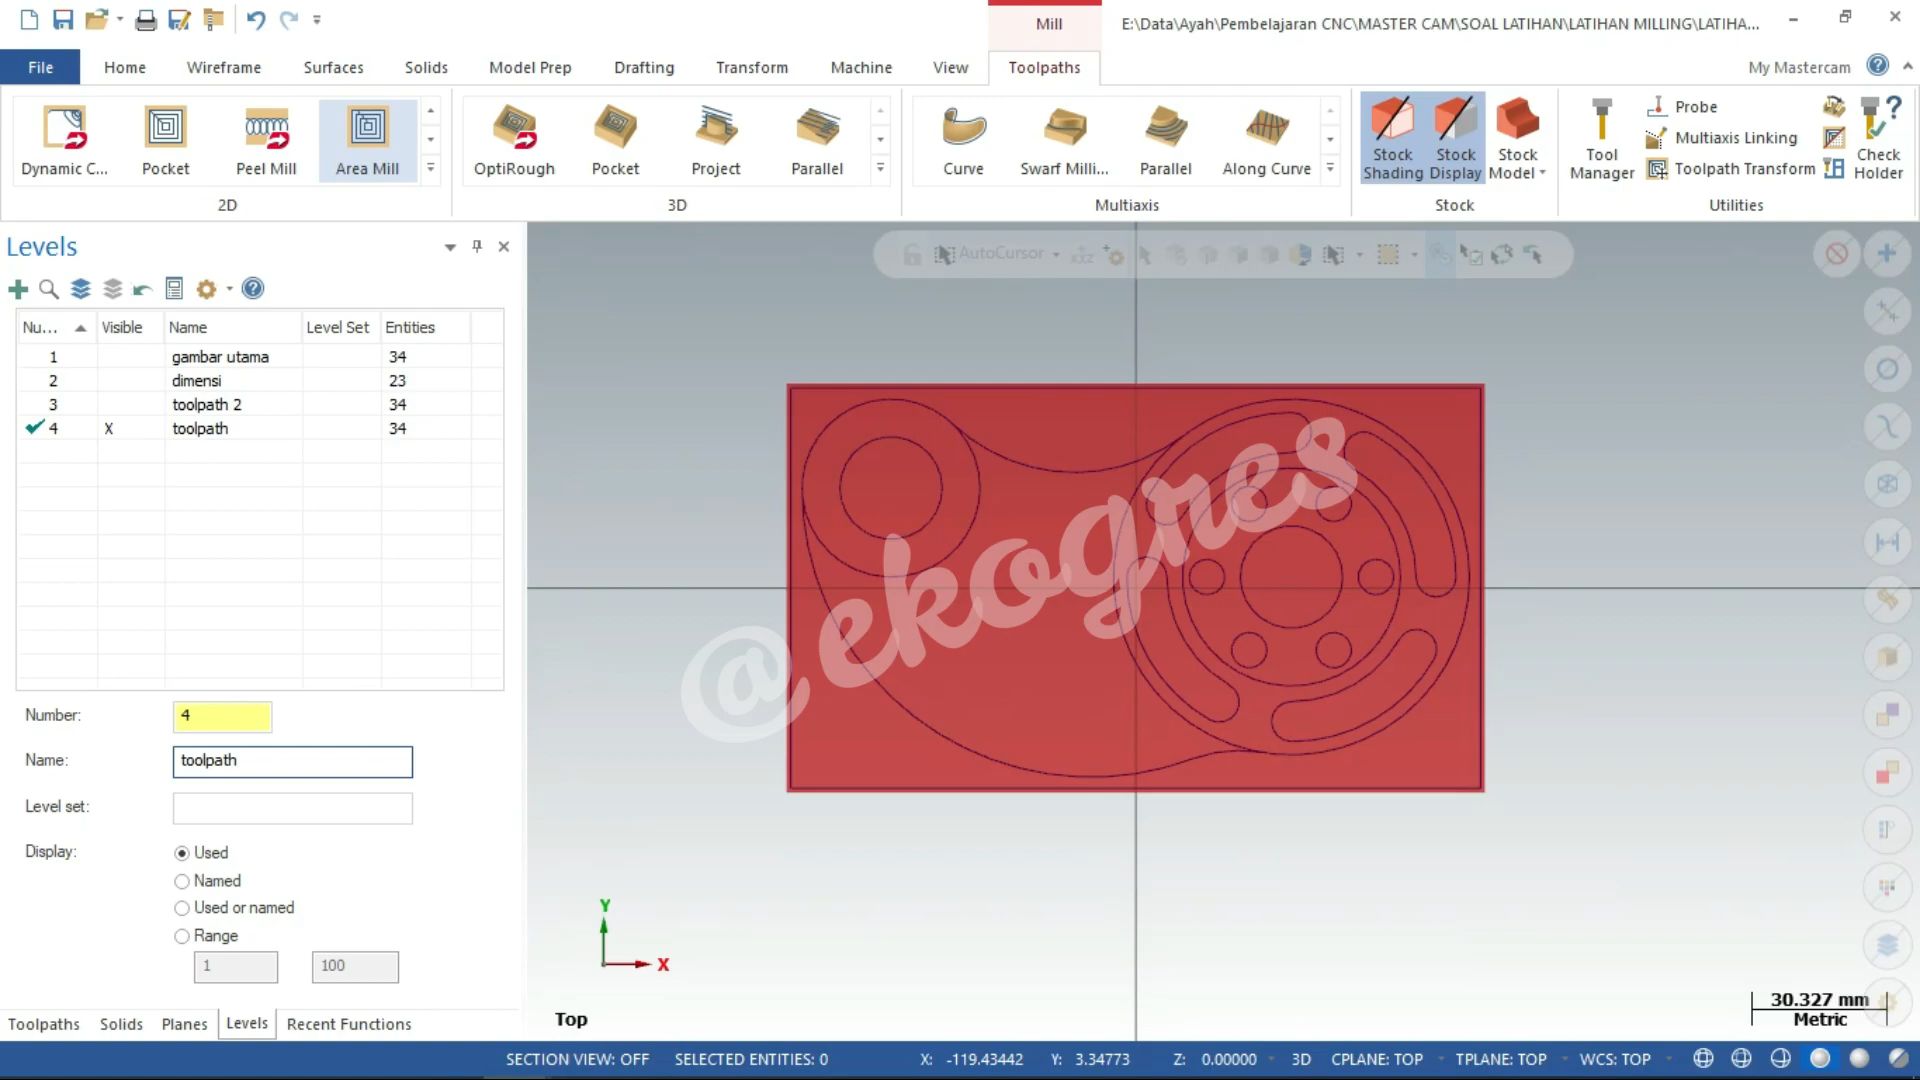 Mill
E:\Data\Ayah\Pembelajaran CNC\MASTER CAM\SOAL LATIHAN\LATIHAN MILLING\LATIHA...
File Home Wireframe Surfaces Solids Model Prep Drafting Transform Machine View Toolpaths My Mastercam
Dynamic C... Pocket Peel Mill Area Mill
2D
OptiRough Pocket Project Parallel
3D
Curve Swarf Milli... Parallel Along Curve
Multiaxis
Stock Shading Stock Display Stock Model
Stock
Tool Manager Probe Multiaxis Linking Toolpath Transform Check Holder
Utilities
Levels
AutoCursor
Nu... Visible Name Level Set Entities
1 gambar utama 34
2 dimensi 23
3 toolpath 2 34
4 X toolpath 34
@ekogres
Number: 4
Name: toolpath
Level set:
Display: Used
Named
Used or named
Range
1 100
Y
X
Top
30.327 mm
Metric
Toolpaths Solids Planes Levels Recent Functions
SECTION VIEW: OFF SELECTED ENTITIES: 0 X: -119.43442 Y: 3.34773 Z: 0.00000 3D CPLANE: TOP TPLANE: TOP WCS: TOP